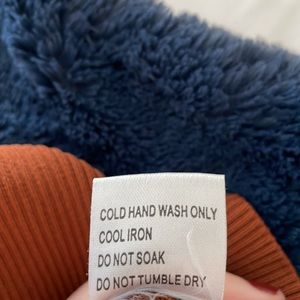 COLD HAND WASH ONLY
COOL IRON
DO NOT SOAK
DO NOT TUMBLE DRY